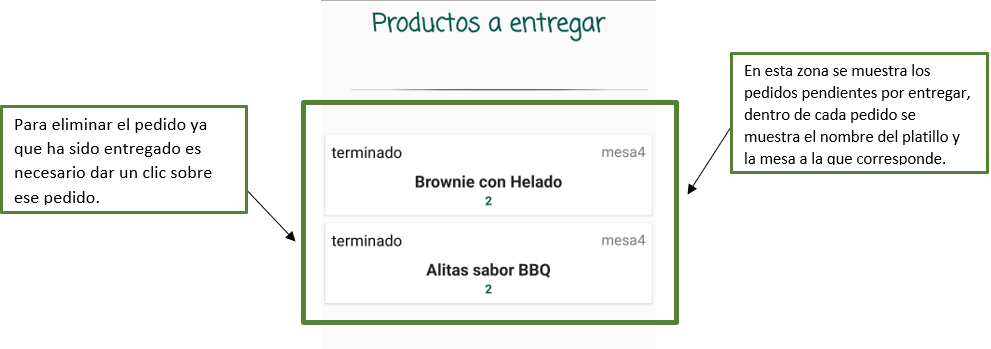 Productos a entregar
Para eliminar el pedido ya
que ha sido entregado es
necesario dar un clic sobre
ese pedido.
terminado mesa4
Brownie con Helado
2
terminado mesa4
Alitas sabor BBQ
2
En esta zona se muestra los
pedidos pendientes por entregar,
dentro de cada pedido se
muestra el nombre del platillo y
la mesa a la que corresponde.